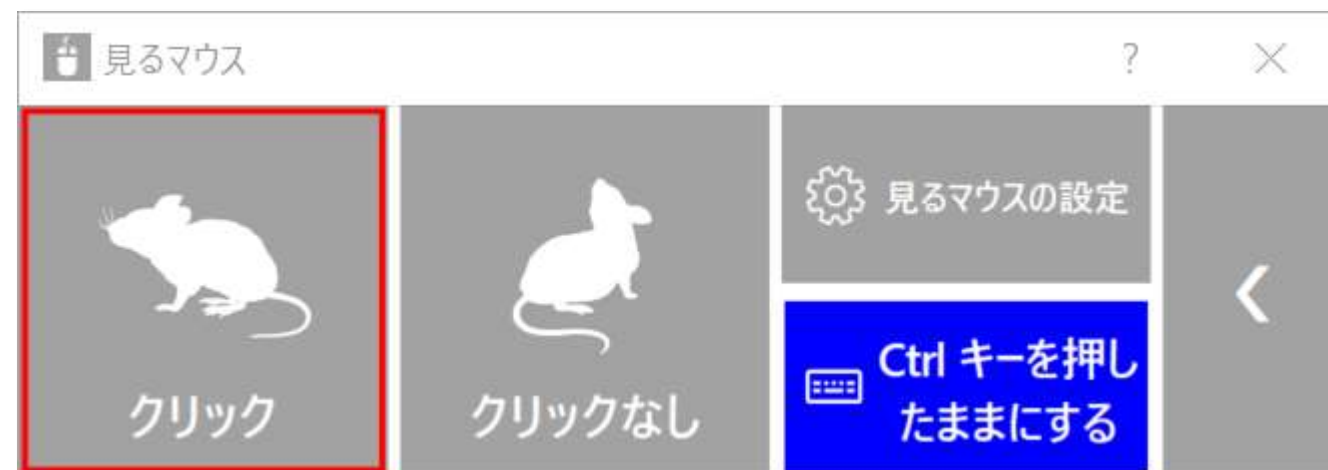 見るマウス ?
クリック
クリックなし
見るマウスの設定
Ctrl キーを押し
たままにする